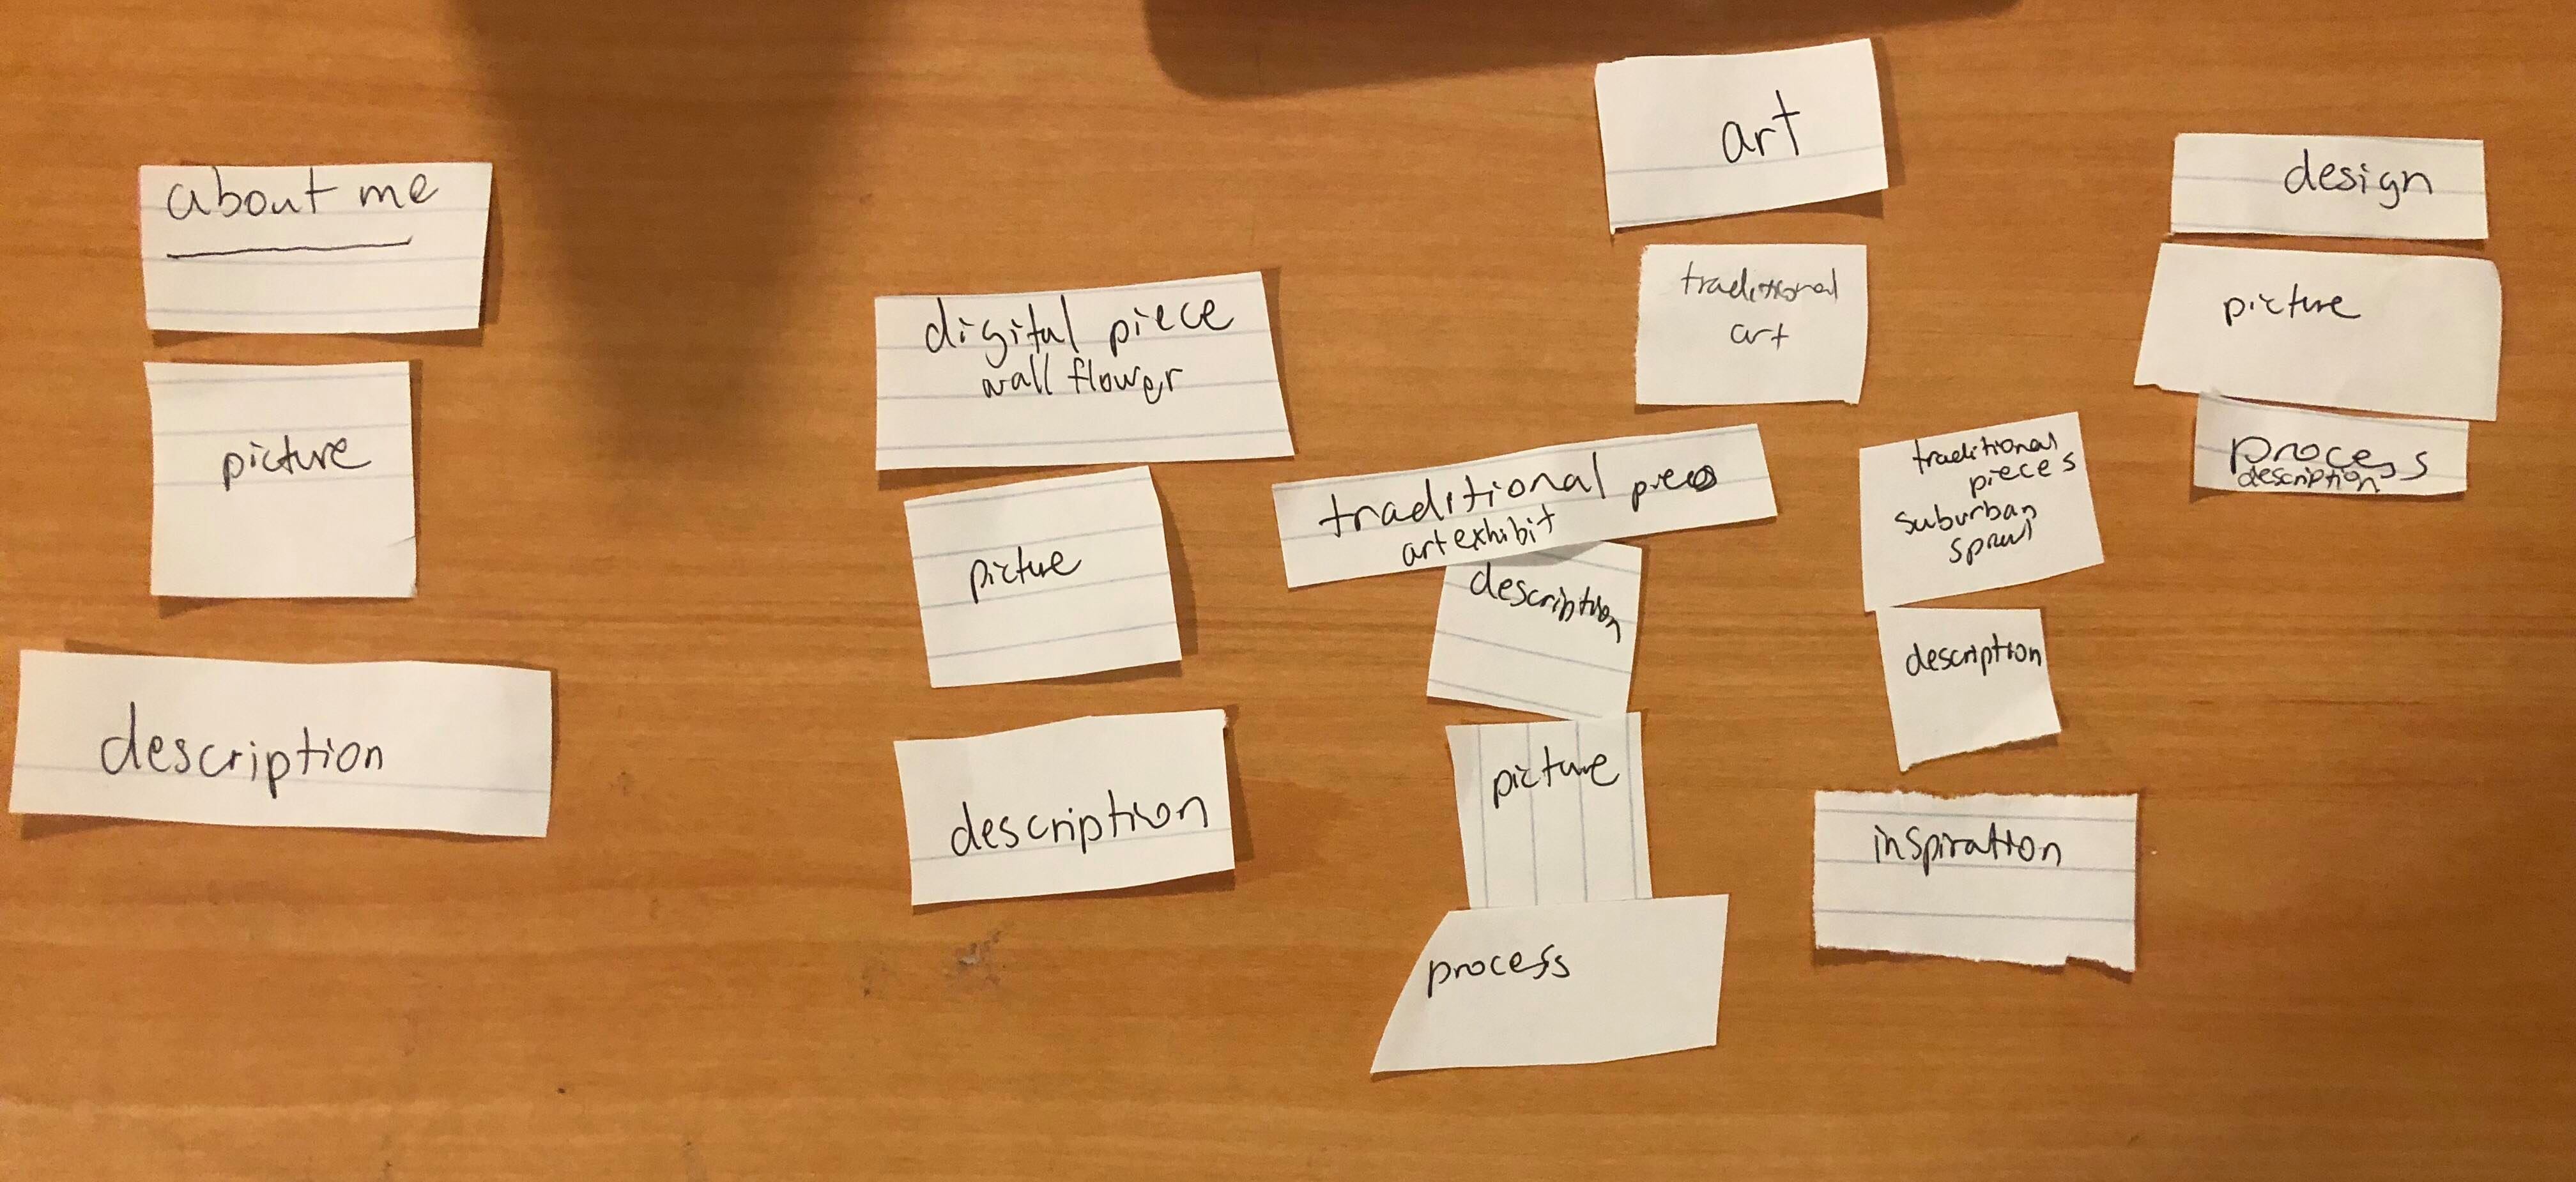 about me
picture
description
digital piece
wall flower
picture
description
art
traditional
art
traditional
art exhibit
description
picture
process
traditional
pieces
suburban
sprawl
description
inspiration
design
picture
process
description